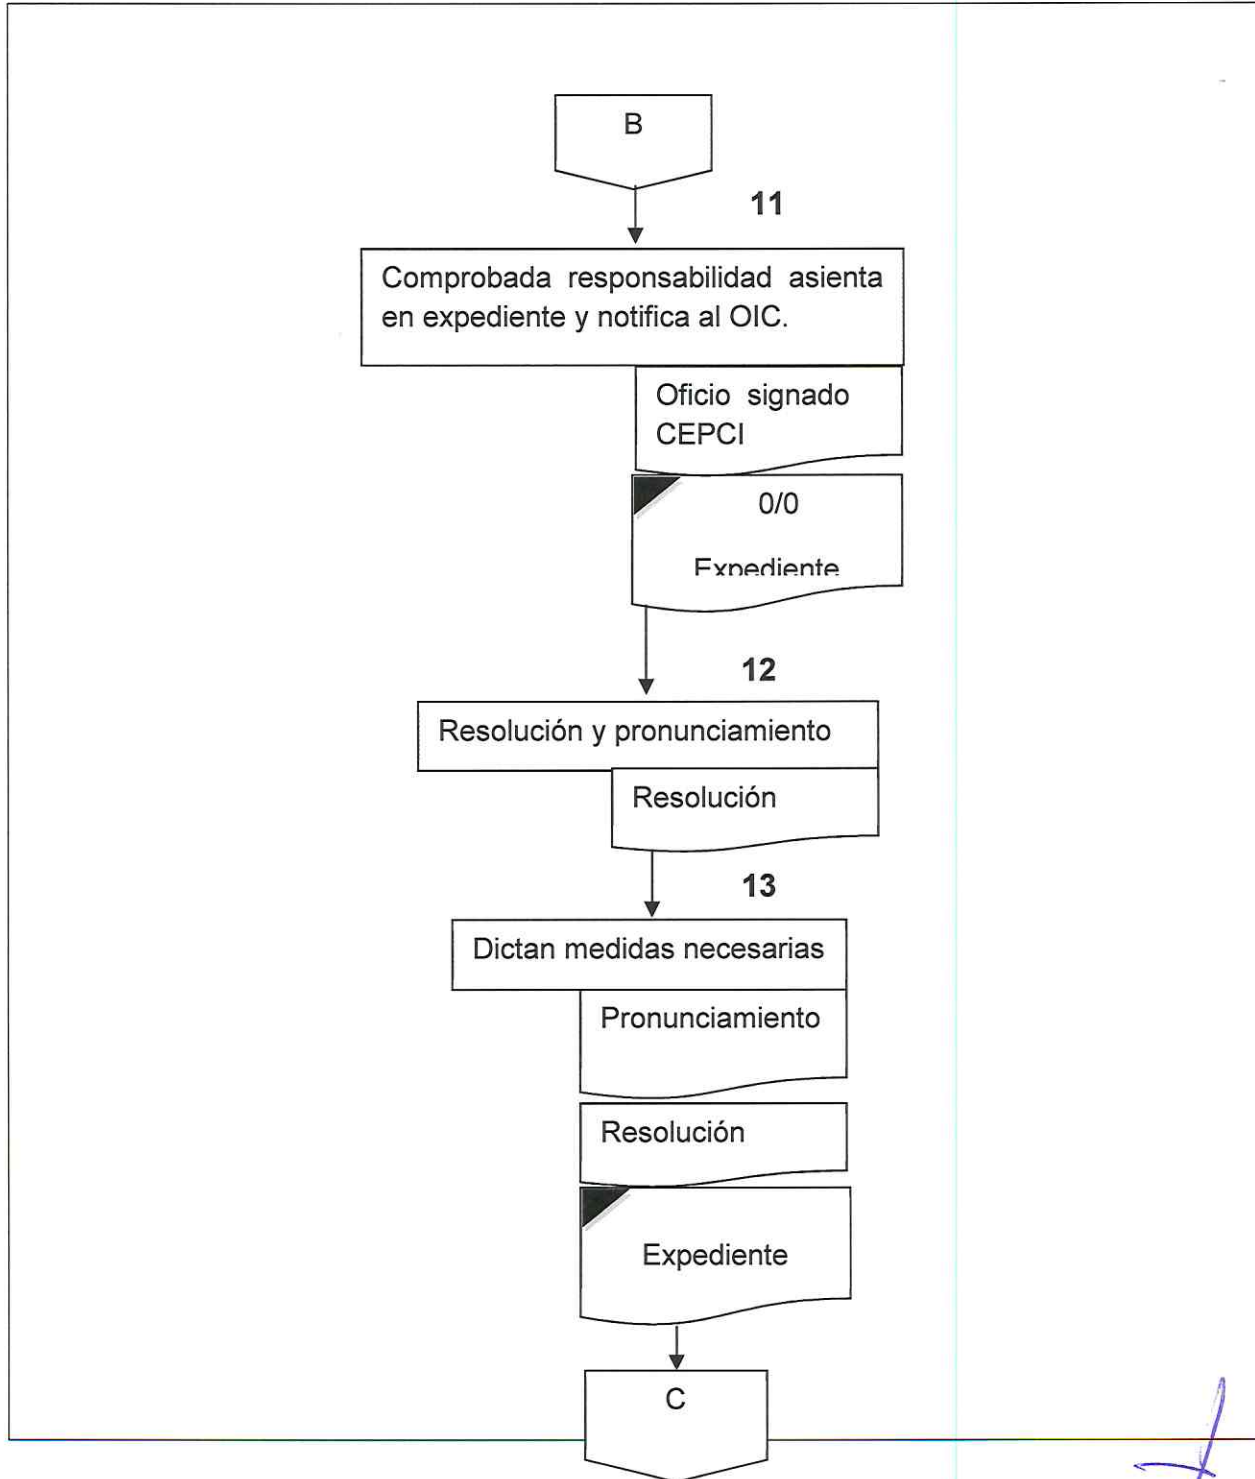 B
11
Comprobada responsabilidad asienta
en expediente y notifica al OIC.
Oficio signado
CEPCI
0/0
Expediente
12
Resolución y pronunciamiento
Resolución
13
Dictan medidas necesarias
Pronunciamiento
Resolución
Expediente
C